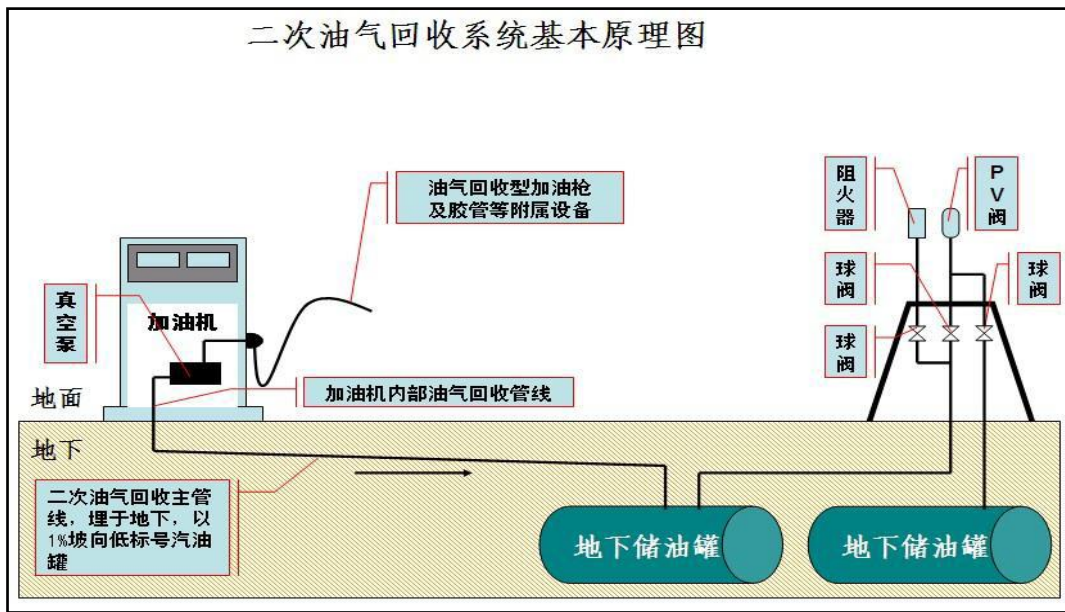 二次油气回收系统基本原理图
油气回收型加油枪
及胶管等附属设备
阻
火
器
P
V
阀
真
空
泵
加油机
球
阀
球
阀
球
阀
加油机内部油气回收管线
地面
地下
二次油气回收主管
线，埋于地下，以
1%坡向低标号汽油
罐
地下储油罐
地下储油罐